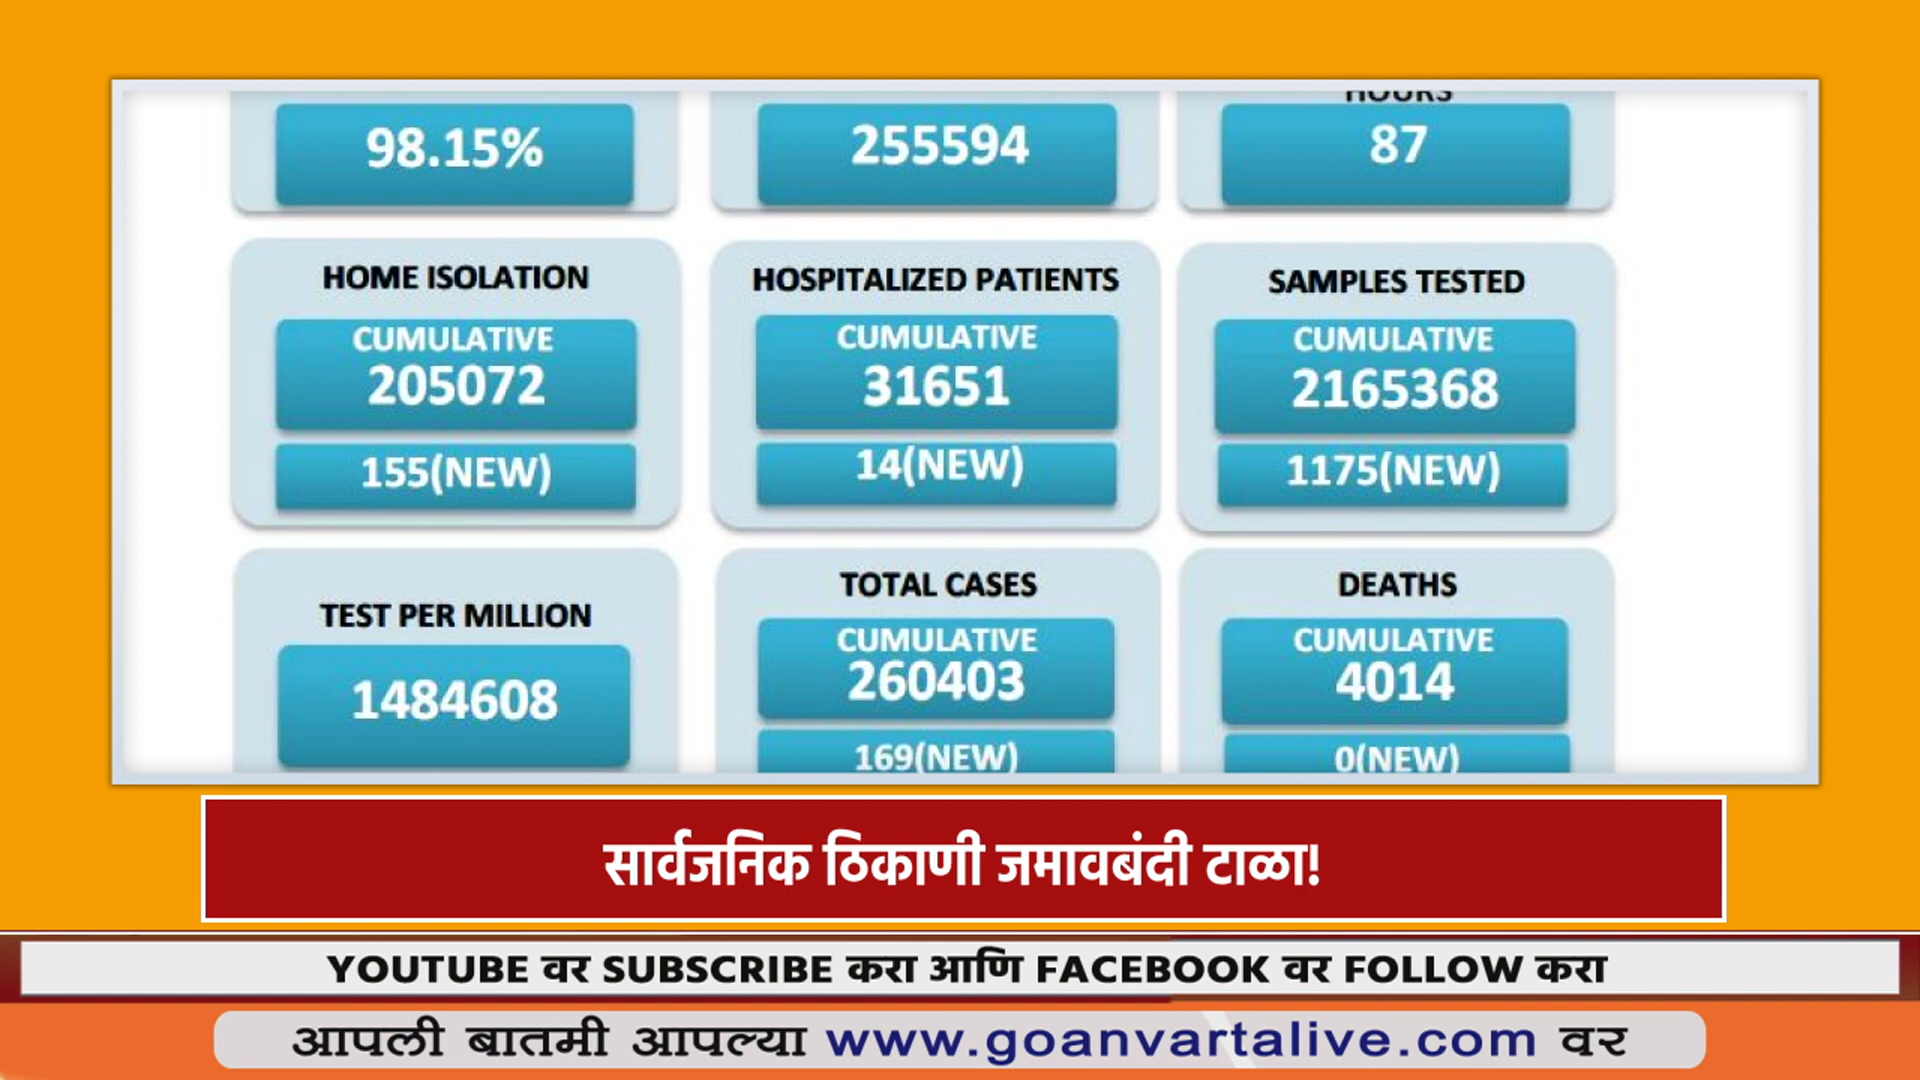 HOURS
98.15%
255594
87
HOME ISOLATION
CUMULATIVE
205072
155(NEW)
HOSPITALIZED PATIENTS
CUMULATIVE
31651
14(NEW)
SAMPLES TESTED
CUMULATIVE
2165368
1175(NEW)
TEST PER MILLION
1484608
TOTAL CASES
CUMULATIVE
260403
169(NEW)
DEATHS
CUMULATIVE
4014
0(NEW)
सार्वजनिक ठिकाणी जमावबंदी टाळा!
YOUTUBE वर SUBSCRIBE करा आणि FACEBOOK वर FOLLOW करा
आपली बातमी आपल्या www.goanvartalive.com वर